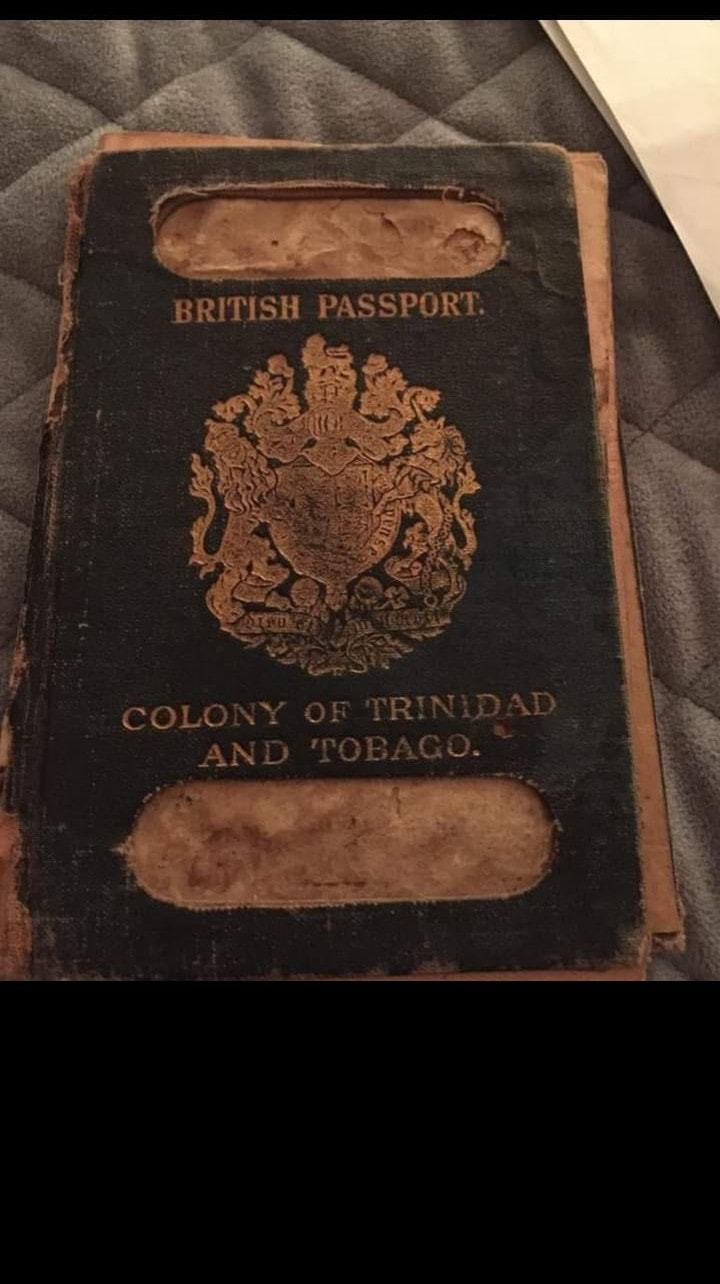 BRITISH PASSPORT.
COLONY OF TRINIDAD
AND TOBAGO.